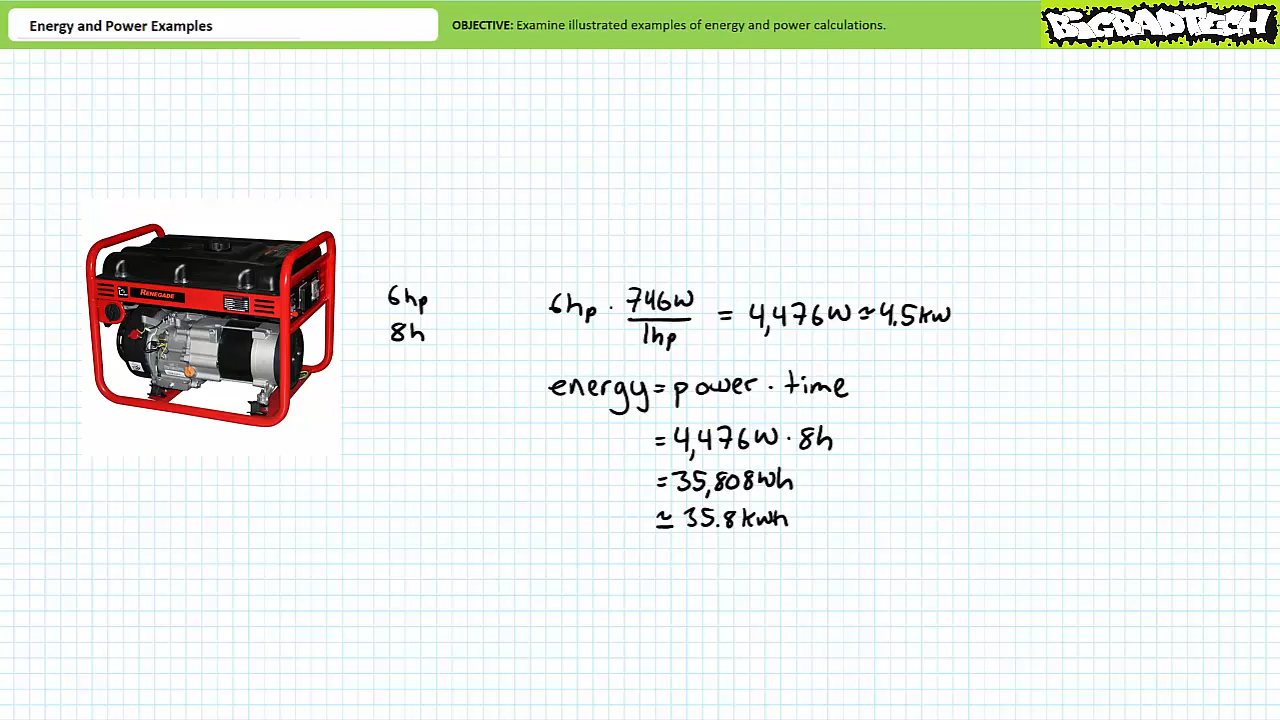 Energy and Power Examples
OBJECTIVE: Examine illustrated examples of energy and power calculations.
BIGBADTECH
RENEGADE
6hp
8h
6hp · 746W / 1hp = 4,476W ≃ 4.5kW
energy = power · time
= 4,476W · 8h
= 35,808Wh
≃ 35.8kWh